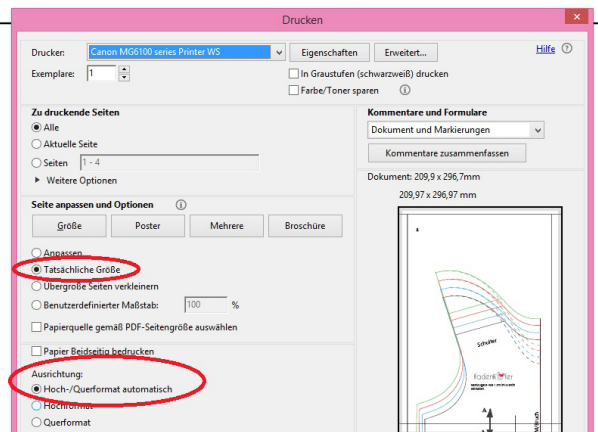 Drucken
Drucker: Canon MG6100 series Printer WS Eigenschaften Erweitert... Hilfe
Exemplare: 1 In Graustufen (schwarzweiß) drucken
Farbe/Toner sparen
Zu druckende Seiten
Alle
Aktuelle Seite
Seiten 1 - 4
Weitere Optionen
Kommentare und Formulare
Dokument und Markierungen
Kommentare zusammenfassen
Seite anpassen und Optionen
Größe Poster Mehrere Broschüre
Anpassen
Tatsächliche Größe
Übergroße Seiten verkleinern
Benutzerdefinierter Maßstab: 100 %
Papierquelle gemäß PDF-Seitengröße auswählen
Papier Beidseitig bedrucken
Ausrichtung:
Hoch-/Querformat automatisch
Hochformat
Querformat
Dokument: 209,9 x 296,7mm
209,97 x 296,97 mm
Schulter
A